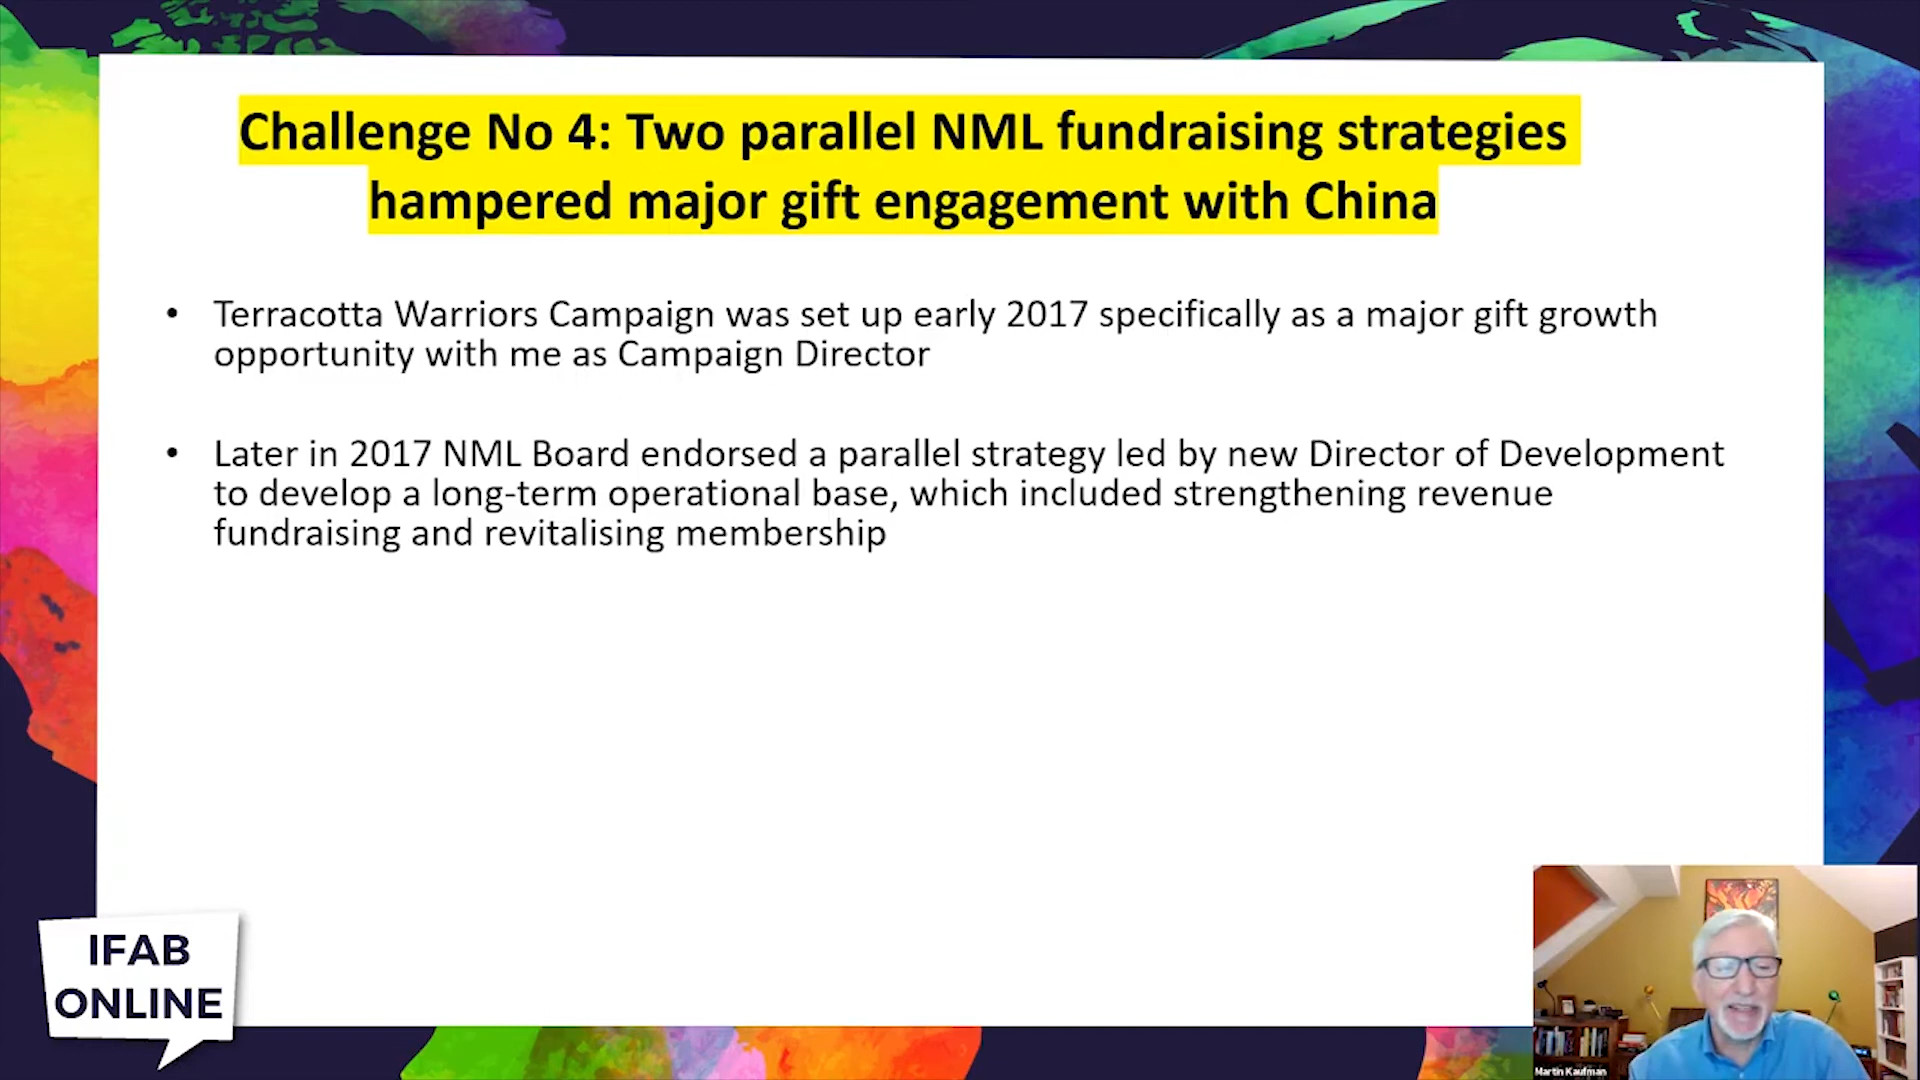 Challenge No 4: Two parallel NML fundraising strategies
hampered major gift engagement with China
• Terracotta Warriors Campaign was set up early 2017 specifically as a major gift growth
opportunity with me as Campaign Director
• Later in 2017 NML Board endorsed a parallel strategy led by new Director of Development
to develop a long-term operational base, which included strengthening revenue
fundraising and revitalising membership
IFAB
ONLINE
Martin Kaufman